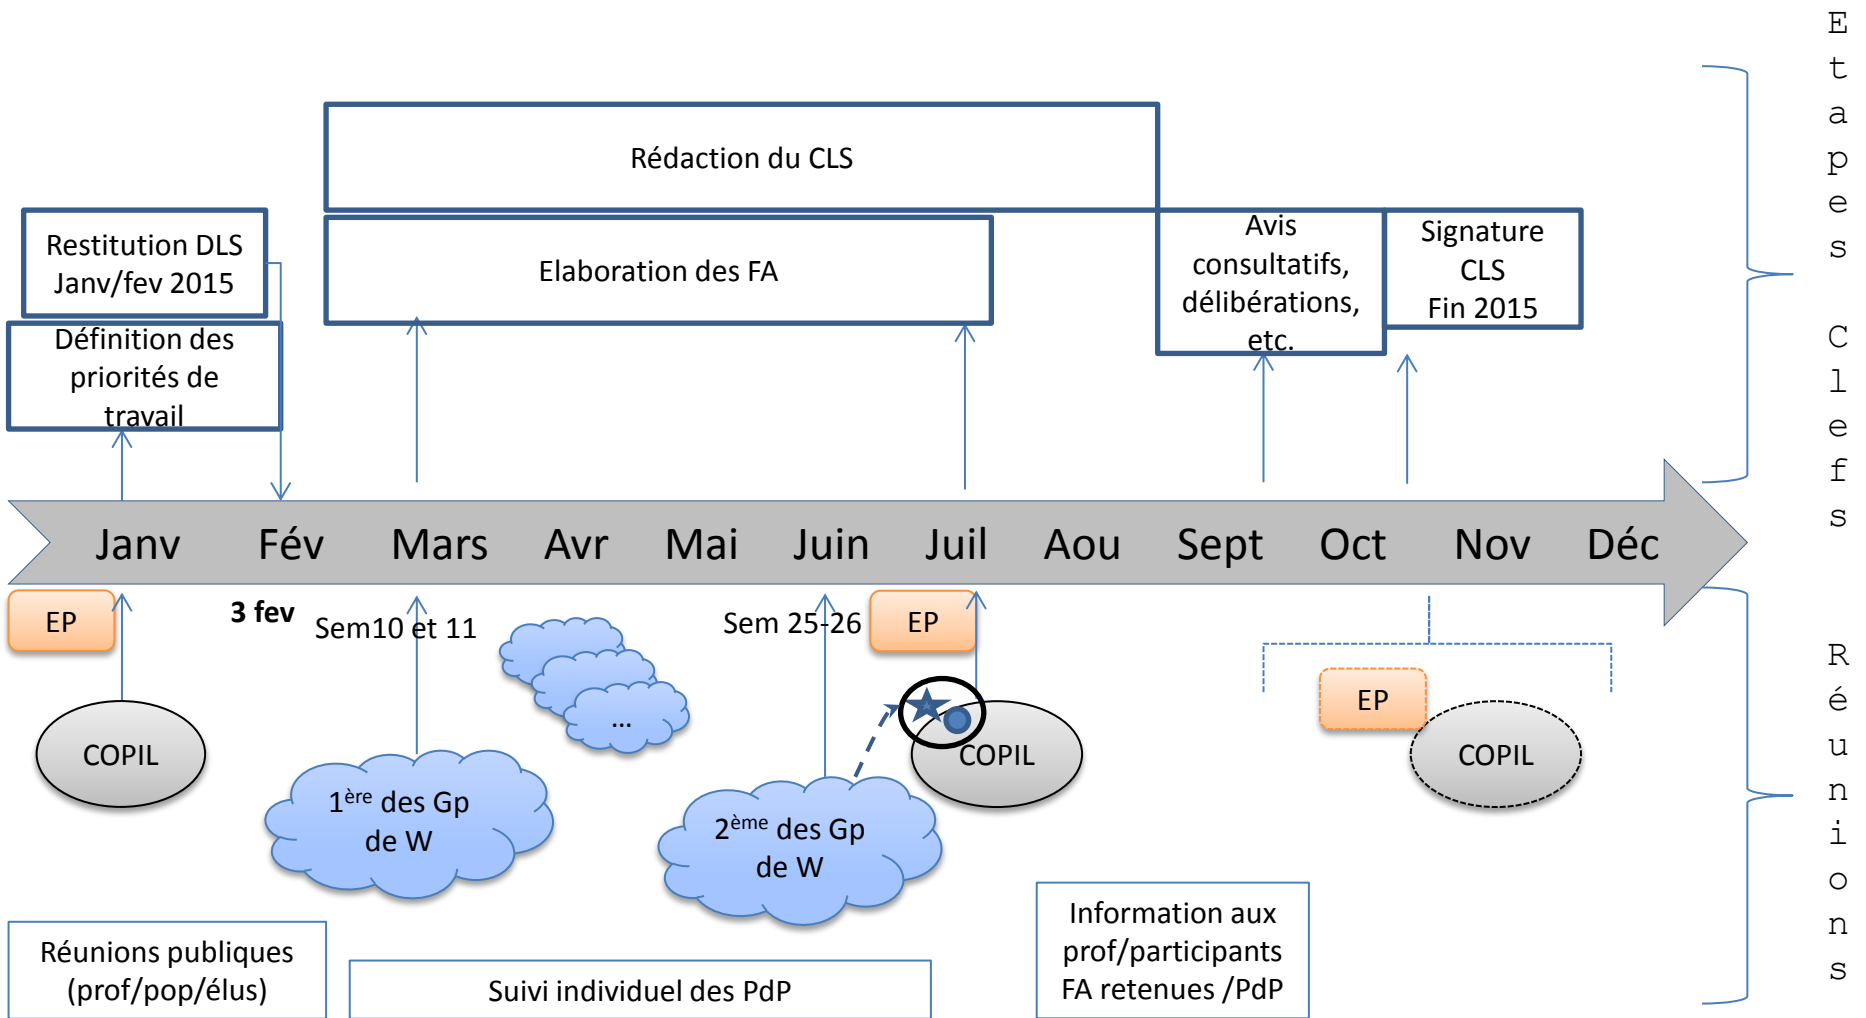 Rédaction du CLS
Restitution DLS
Janv/fev 2015
Elaboration des FA
Avis
consultatifs,
délibérations,
etc.
Signature
CLS
Fin 2015
Définition des
priorités de
travail
Janv Fév Mars Avr Mai Juin Juil Aou Sept Oct Nov Déc
EP
3 fev
Sem10 et 11
Sem 25-26
EP
EP
...
COPIL
COPIL
COPIL
1ère des Gp
de W
2ème des Gp
de W
Réunions publiques
(prof/pop/élus)
Suivi individuel des PdP
Information aux
prof/participants
FA retenues /PdP
Etapes Clefs
Réunions